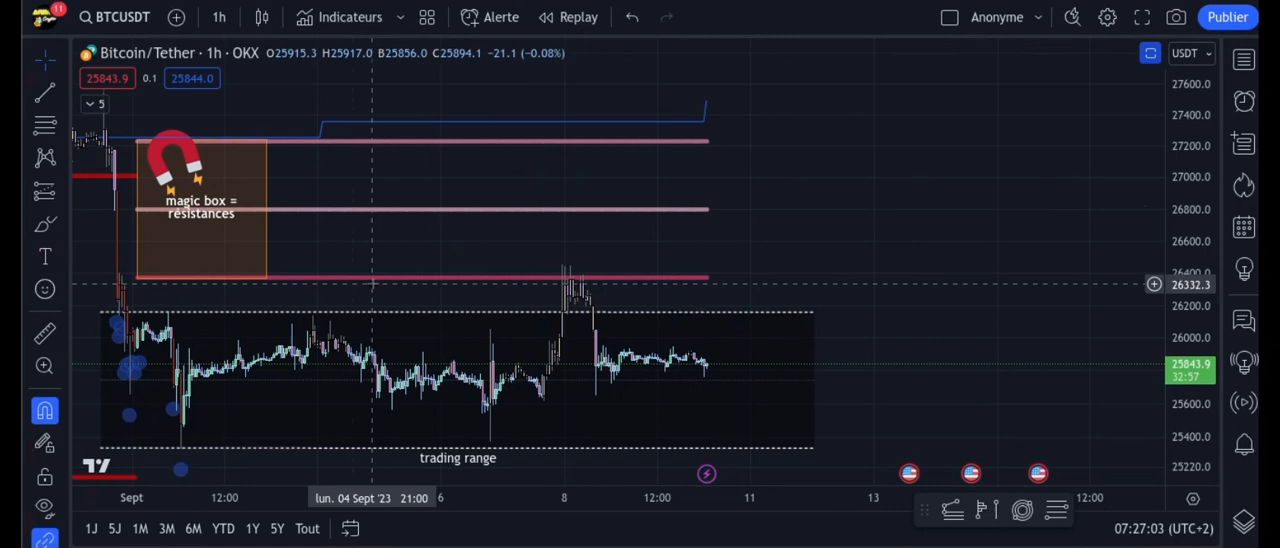 11
BTCUSDT
1h
Indicateurs
Alerte
Replay
Anonyme
Publier
Bitcoin/Tether · 1h · OKX O25915.3 H25917.0 B25856.0 C25894.1 −21.1 (−0.08%)
USDT
25843.9 0.1 25844.0
5
27600.0
27400.0
27200.0
27000.0
26800.0
26600.0
26400.0
26332.3
26200.0
26000.0
25843.9
32:57
25600.0
25400.0
25220.0
magic box =
résistances
trading range
Sept 12:00 lun. 04 Sept '23 21:00 6 8 12:00 11 13 12:00
1J 5J 1M 3M 6M YTD 1Y 5Y Tout
07:27:03 (UTC+2)